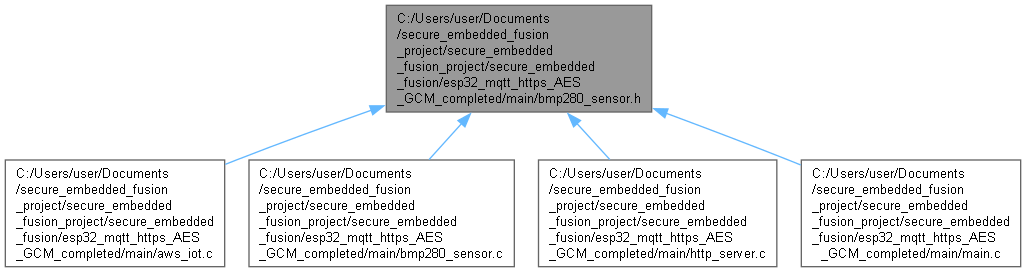 C:/Users/user/Documents
/secure_embedded_fusion
_project/secure_embedded
_fusion_project/secure_embedded
_fusion/esp32_mqtt_https_AES
_GCM_completed/main/bmp280_sensor.h
C:/Users/user/Documents
/secure_embedded_fusion
_project/secure_embedded
_fusion_project/secure_embedded
_fusion/esp32_mqtt_https_AES
_GCM_completed/main/aws_iot.c
C:/Users/user/Documents
/secure_embedded_fusion
_project/secure_embedded
_fusion_project/secure_embedded
_fusion/esp32_mqtt_https_AES
_GCM_completed/main/bmp280_sensor.c
C:/Users/user/Documents
/secure_embedded_fusion
_project/secure_embedded
_fusion_project/secure_embedded
_fusion/esp32_mqtt_https_AES
_GCM_completed/main/http_server.c
C:/Users/user/Documents
/secure_embedded_fusion
_project/secure_embedded
_fusion_project/secure_embedded
_fusion/esp32_mqtt_https_AES
_GCM_completed/main/main.c